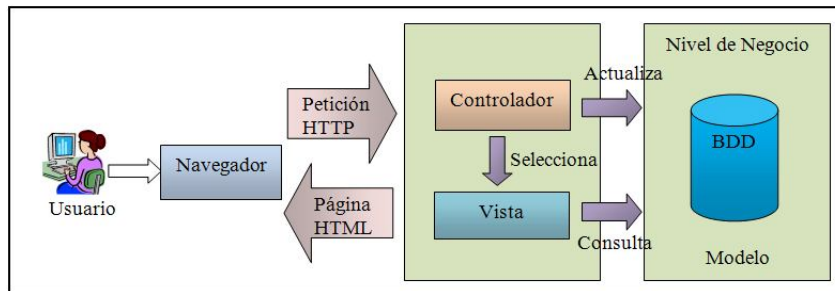 Usuario
Navegador
Petición
HTTP
Página
HTML
Controlador
Selecciona
Vista
Actualiza
Consulta
Nivel de Negocio
BDD
Modelo